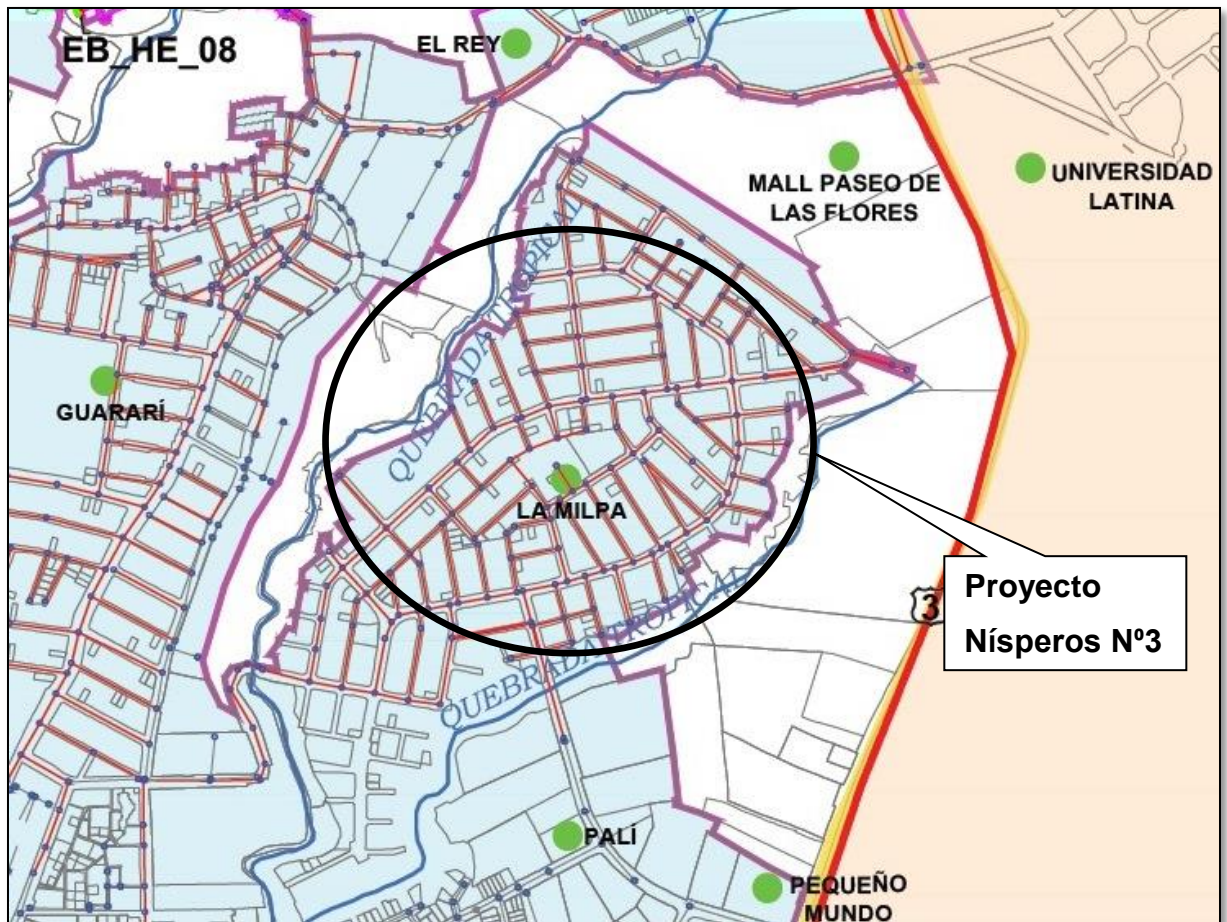 EB_HE_08
EL REY
MALL PASEO DE
LAS FLORES
UNIVERSIDAD
LATINA
QUEBRADA TROPICAL
GUARARÍ
LA MILPA
3
Proyecto
Nísperos Nº3
QUEBRADA TROPICAL
PALÍ
PEQUEÑO
MUNDO